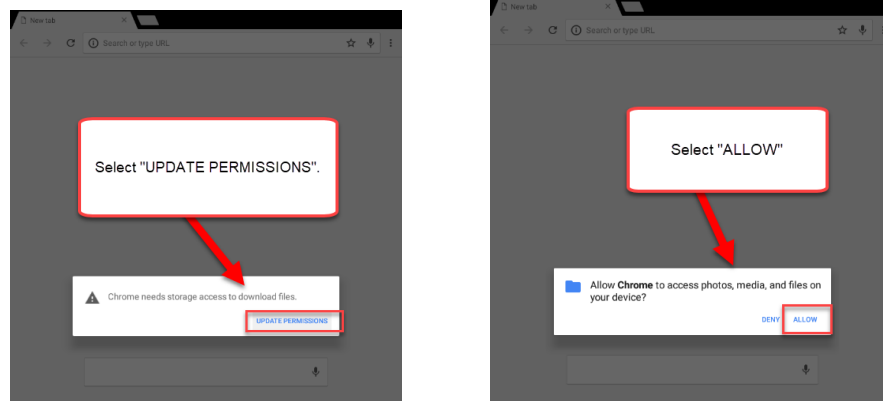 New tab
Search or type URL
Select "UPDATE PERMISSIONS".
Chrome needs storage access to download files.
UPDATE PERMISSIONS
New tab
Search or type URL
Select "ALLOW"
Allow Chrome to access photos, media, and files on
your device?
DENY ALLOW